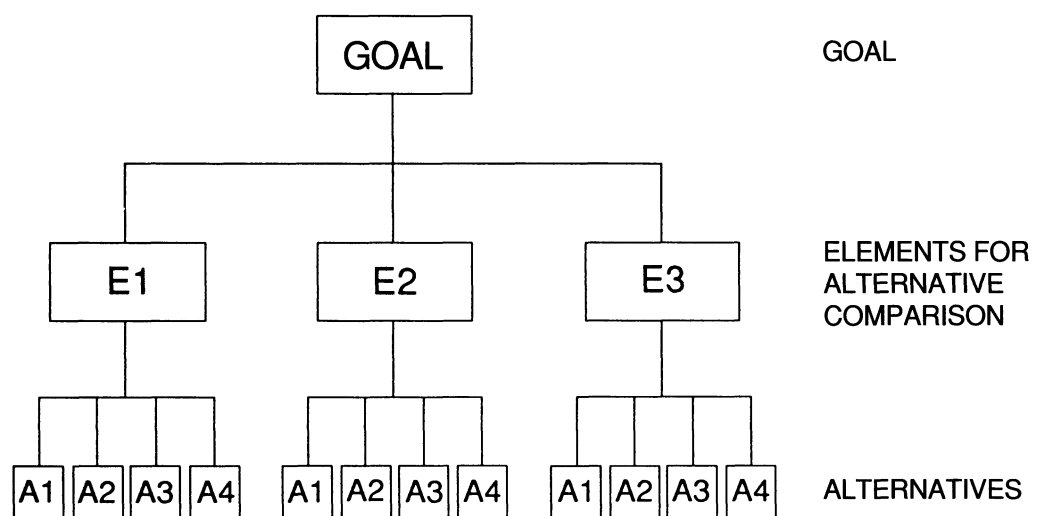 GOAL GOAL
E1 E2 E3
ELEMENTS FOR
ALTERNATIVE
COMPARISON
A1 A2 A3 A4 A1 A2 A3 A4 A1 A2 A3 A4 ALTERNATIVES